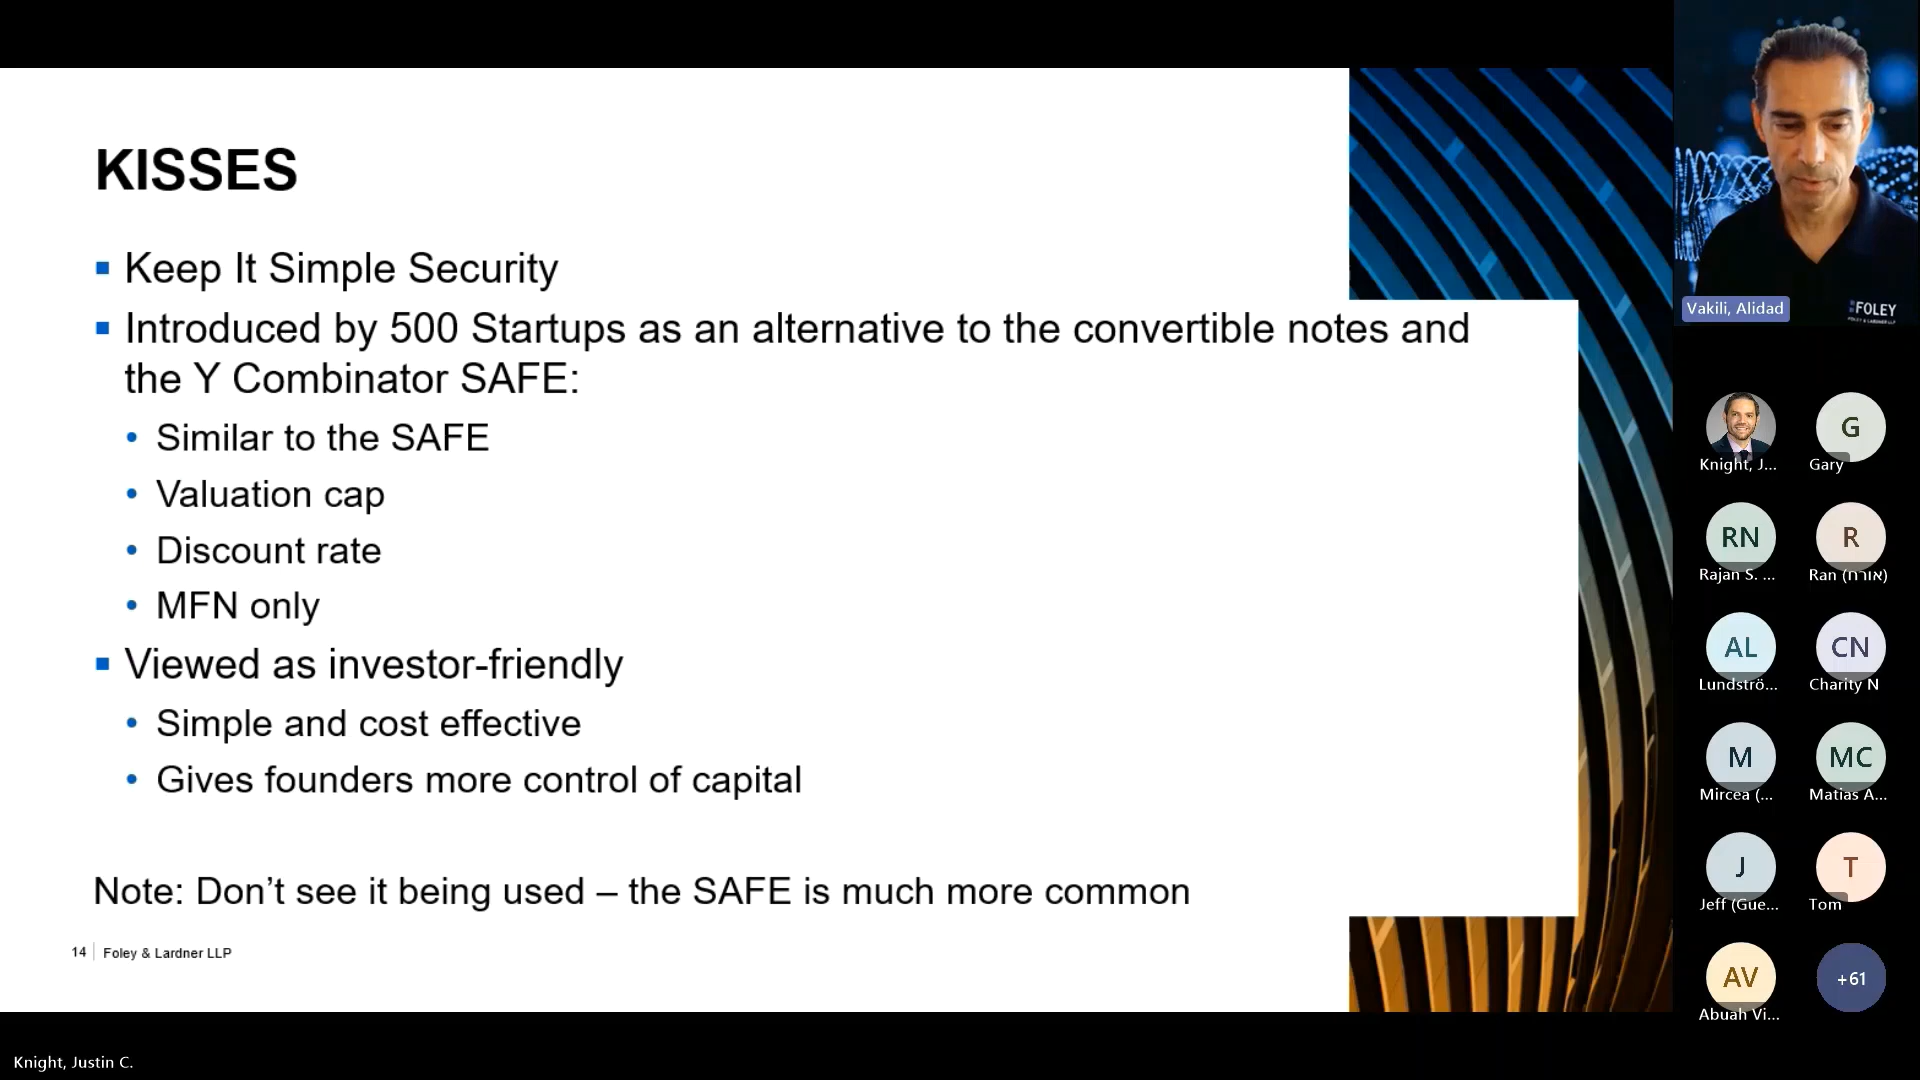 KISSES
Keep It Simple Security
Introduced by 500 Startups as an alternative to the convertible notes and
the Y Combinator SAFE:
Similar to the SAFE
Valuation cap
Discount rate
MFN only
Viewed as investor-friendly
Simple and cost effective
Gives founders more control of capital
Note: Don't see it being used – the SAFE is much more common
14 Foley & Lardner LLP
Knight, Justin C.
Vakili, Alidad
FOLEY
FOLEY & LARDNER LLP
Knight, J...
G
Gary
RN
Rajan S. ...
R
Ran (אורח)
AL
Lundströ...
CN
Charity N
M
Mircea (...
MC
Matias A...
J
Jeff (Gue...
T
Tom
AV
Abuah Vi...
+61